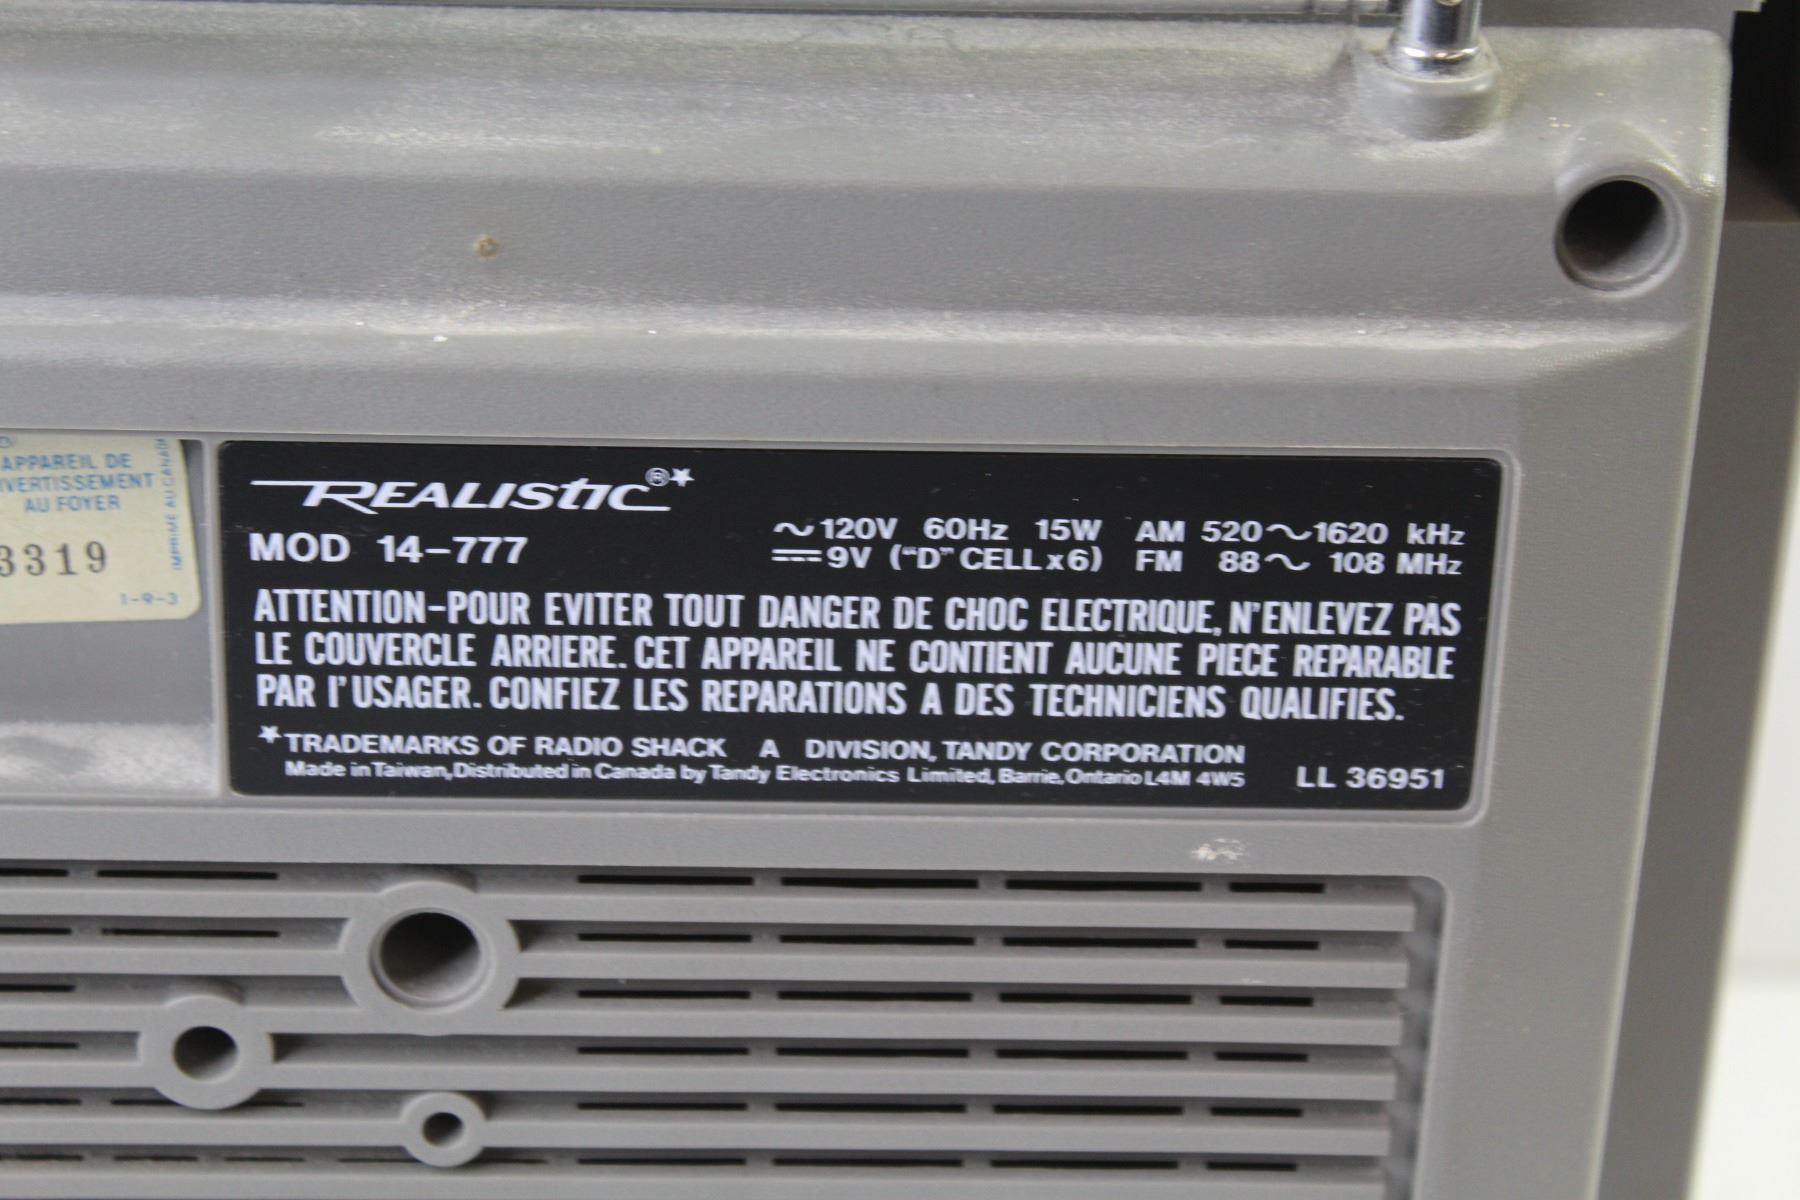 APPAREIL DE
AU FOYER
3319
1-9-3
IMPRIME AU CANADA
REALISTIC®*
MOD 14-777
~120V 60Hz 15W AM 520~1620 kHz
⎓9V ("D" CELL x 6) FM 88~ 108 MHz
ATTENTION-POUR EVITER TOUT DANGER DE CHOC ELECTRIQUE, N'ENLEVEZ PAS
LE COUVERCLE ARRIERE. CET APPAREIL NE CONTIENT AUCUNE PIECE REPARABLE
PAR I'USAGER. CONFIEZ LES REPARATIONS A DES TECHNICIENS QUALIFIES.
*TRADEMARKS OF RADIO SHACK A DIVISION, TANDY CORPORATION
Made in Taiwan, Distributed in Canada by Tandy Electronics Limited, Barrie, Ontario L4M 4W5 LL 36951